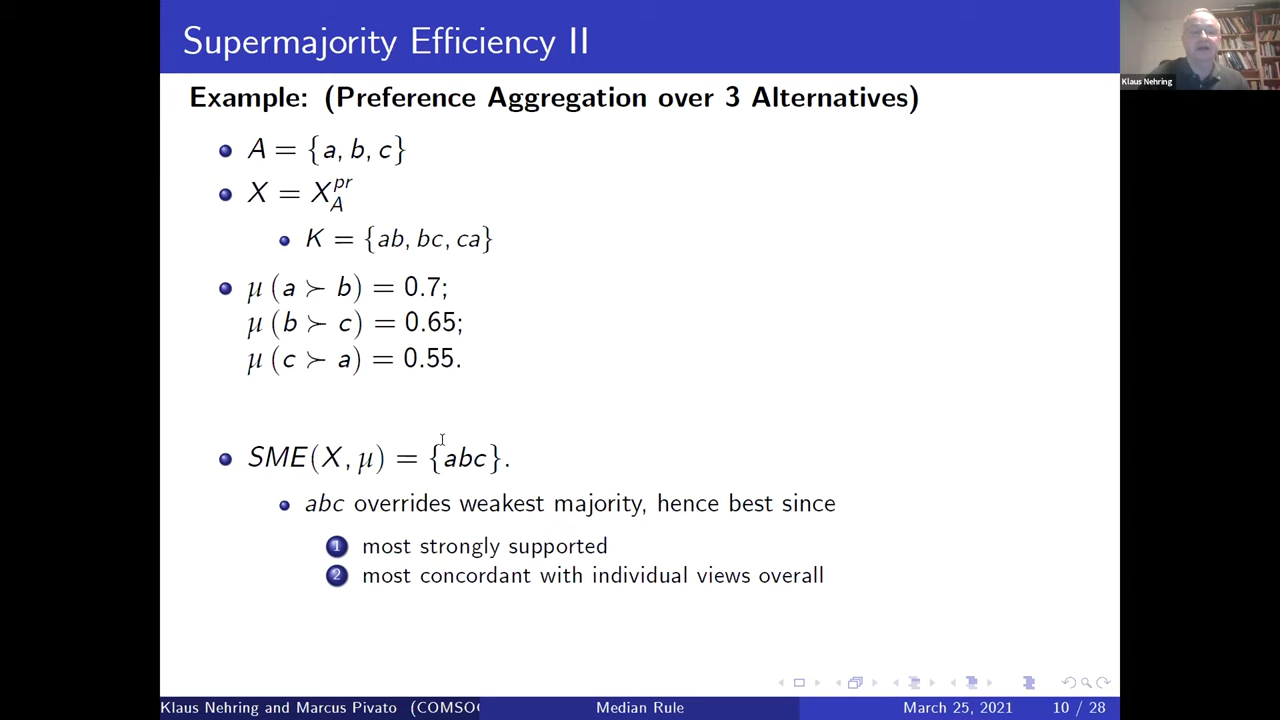 Supermajority Efficiency II
Klaus Nehring
Example: (Preference Aggregation over 3 Alternatives)
A = {a, b, c}
X = X_A^{pr}
K = {ab, bc, ca}
μ (a ≻ b) = 0.7;
μ (b ≻ c) = 0.65;
μ (c ≻ a) = 0.55.
SME(X, μ) = {abc}.
abc overrides weakest majority, hence best since
1 most strongly supported
2 most concordant with individual views overall
Klaus Nehring and Marcus Pivato (COMSOC Median Rule March 25, 2021 10 / 28